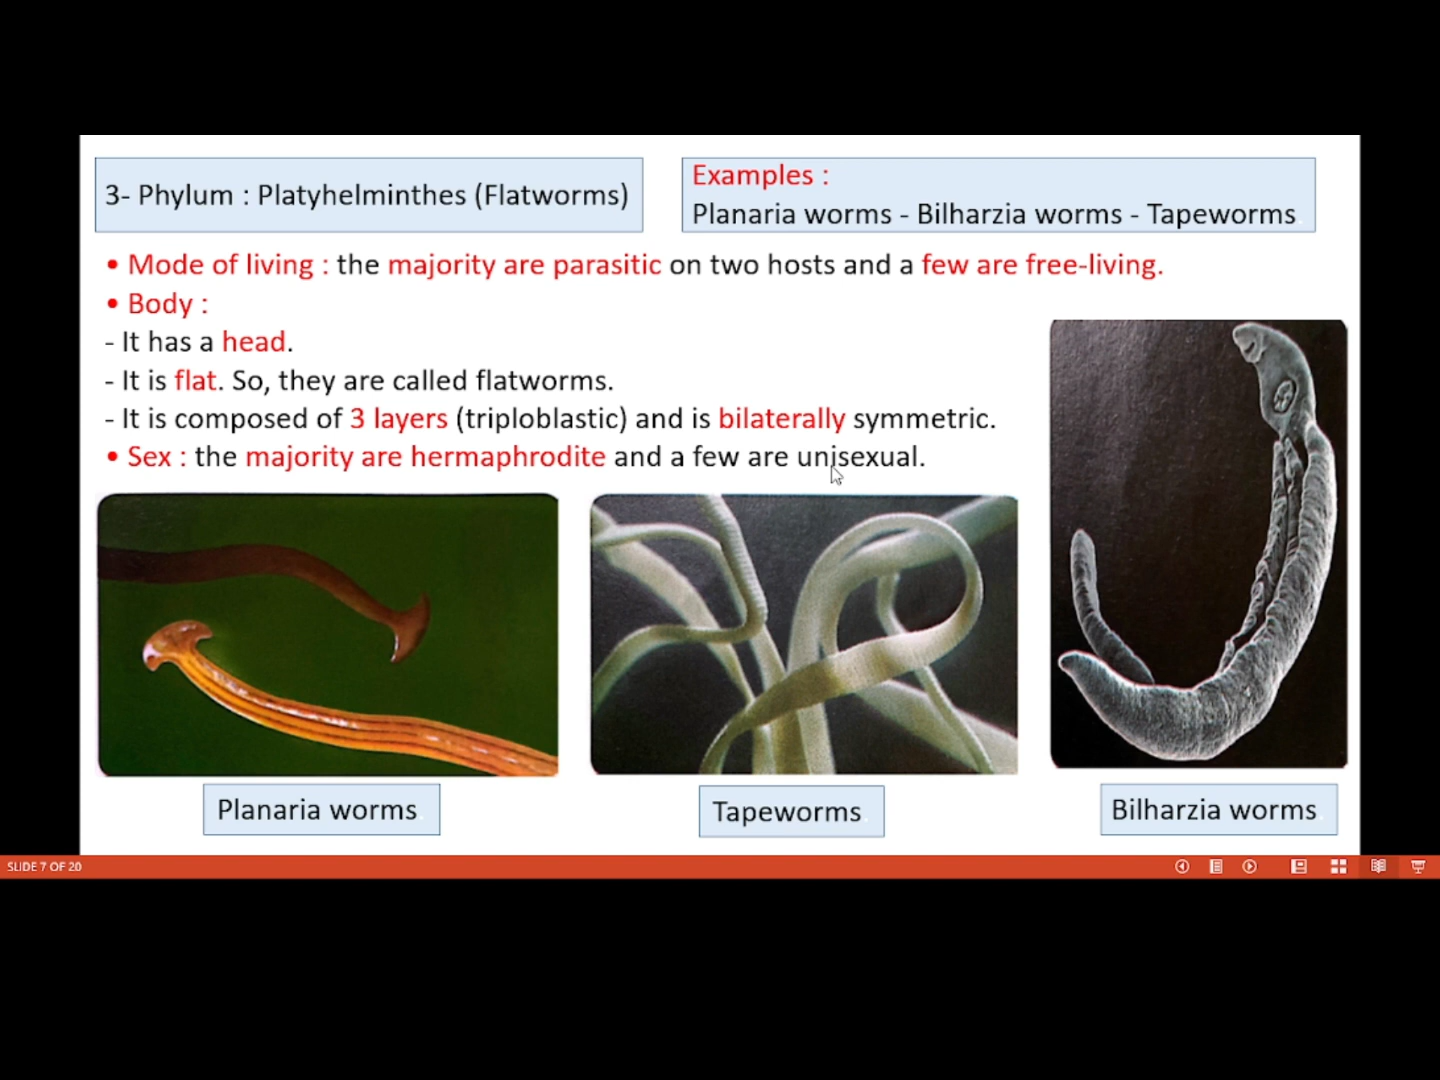 3- Phylum : Platyhelminthes (Flatworms)
Examples :
Planaria worms - Bilharzia worms - Tapeworms
• Mode of living : the majority are parasitic on two hosts and a few are free-living.
• Body :
- It has a head.
- It is flat. So, they are called flatworms.
- It is composed of 3 layers (triploblastic) and is bilaterally symmetric.
• Sex : the majority are hermaphrodite and a few are unisexual.
Planaria worms
Tapeworms
Bilharzia worms
SLIDE 7 OF 20